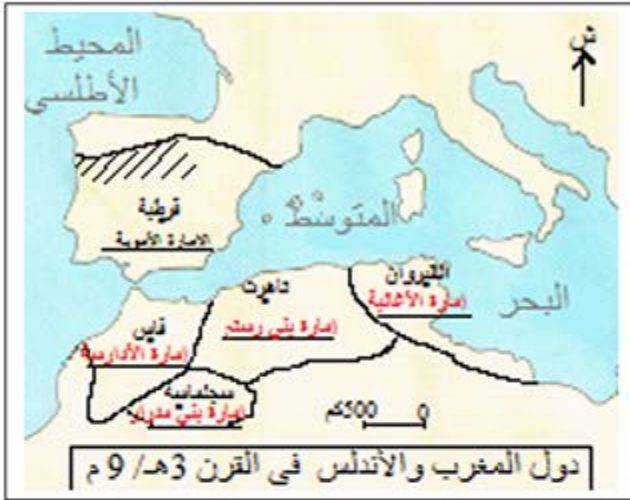 المحيط
الأطلسي
ش
قرطبة
الامارة الأموية
المتوسط
البحر
القيروان
إمارة الأغالبة
تاهرت
إمارة بني رستم
فاس
إمارة الأدارسة
سجلماسة
إمارة بني مدرار
500كم 0
دول المغرب والأندلس في القرن 3هـ/ 9 م